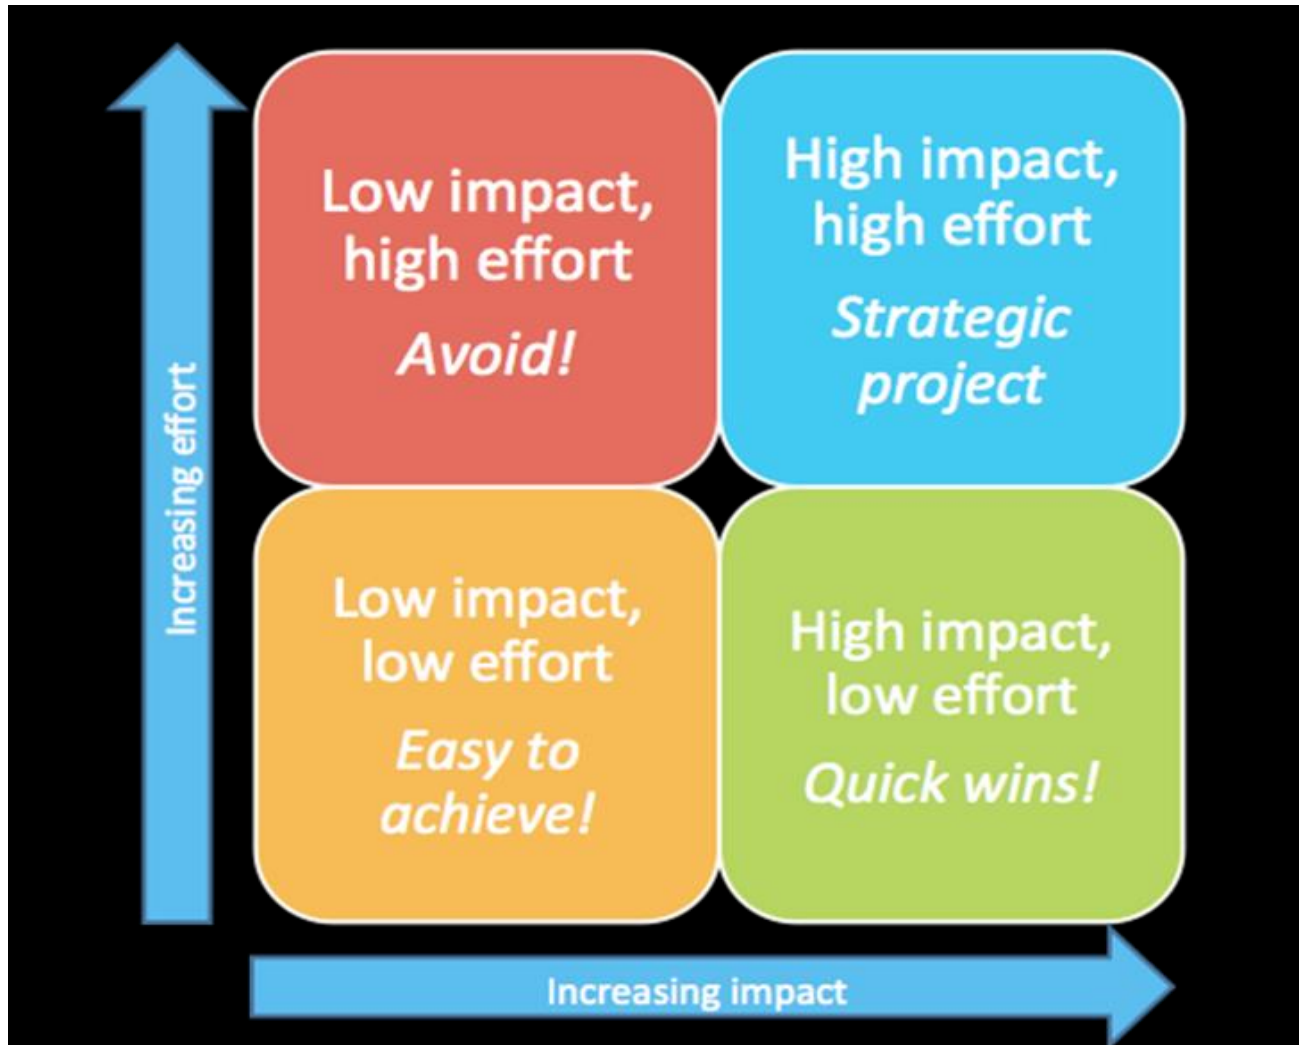 Low impact,
high effort
Avoid!
High impact,
high effort
Strategic
project
Increasing effort
Low impact,
low effort
Easy to
achieve!
High impact,
low effort
Quick wins!
Increasing impact